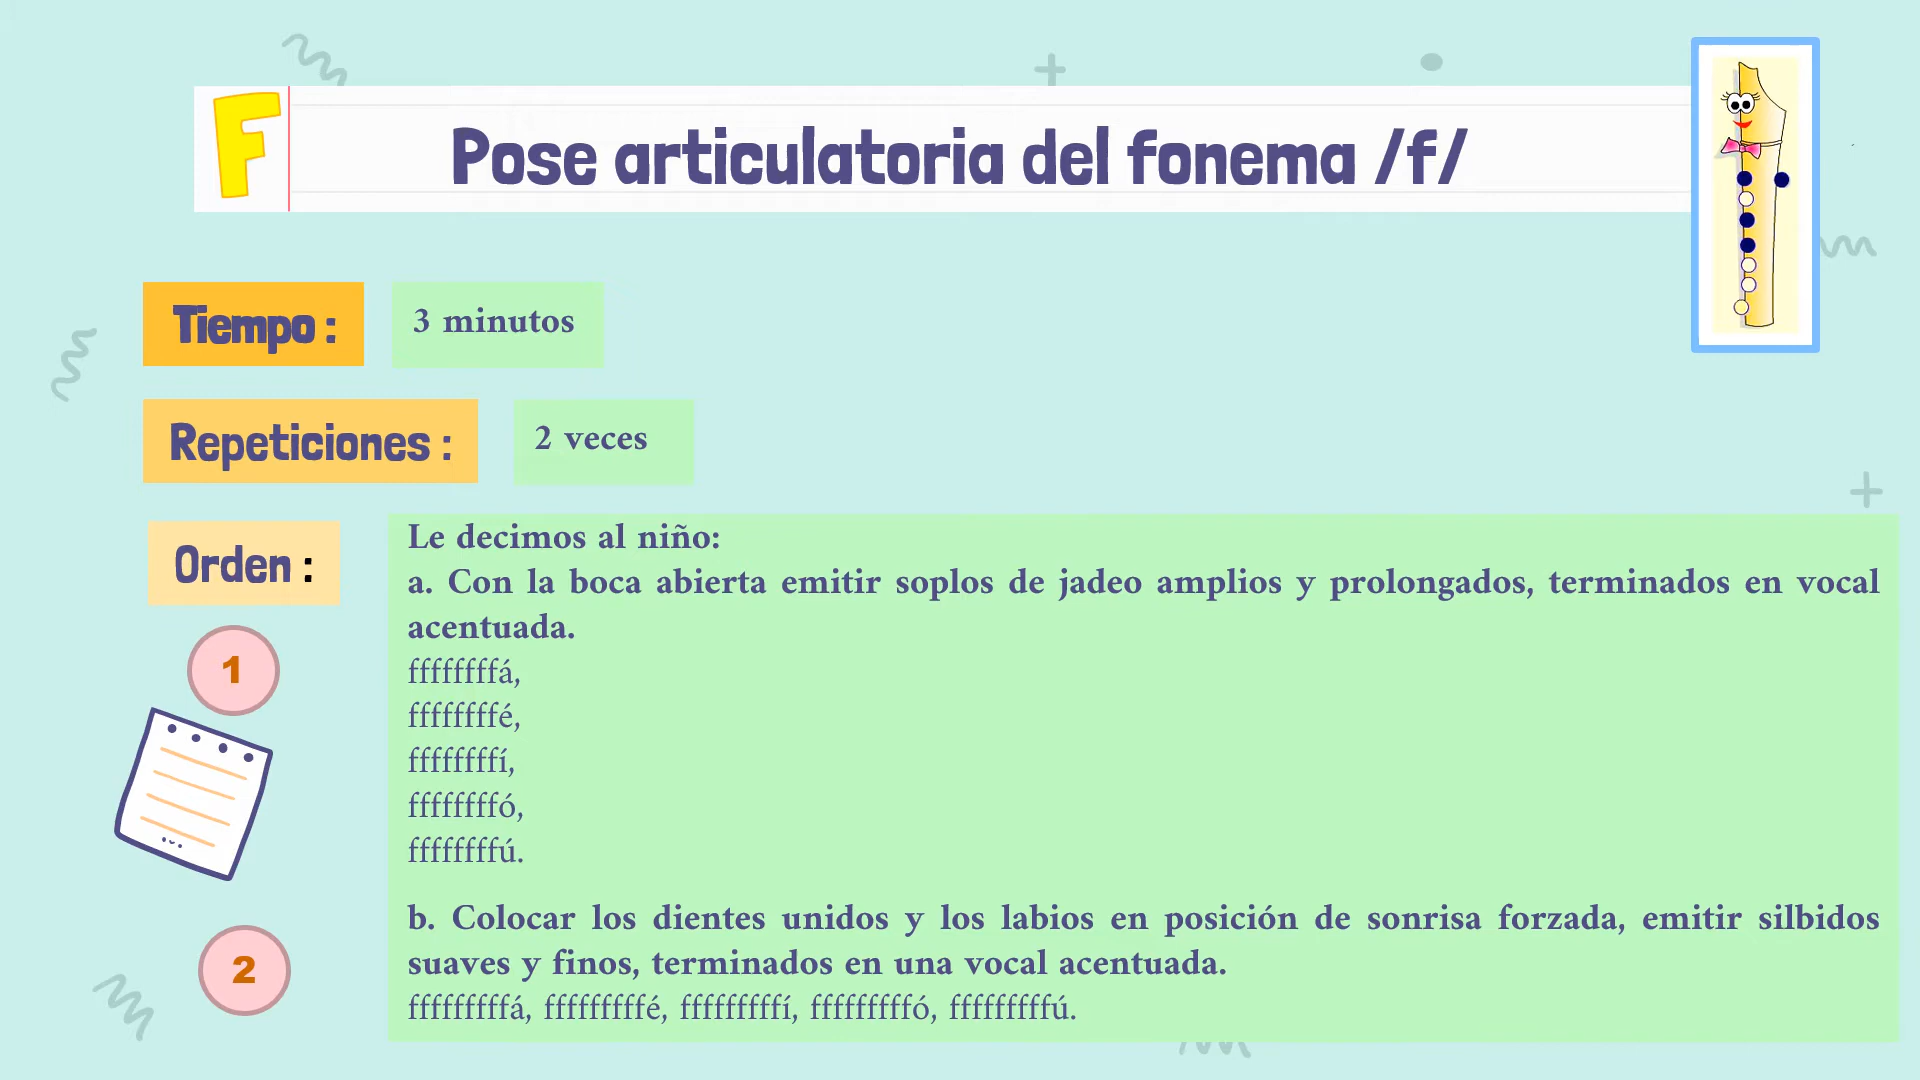 F
Pose articulatoria del fonema /f/
Tiempo :
3 minutos
Repeticiones :
2 veces
Orden :
Le decimos al niño:
a. Con la boca abierta emitir soplos de jadeo amplios y prolongados, terminados en vocal
acentuada.
1
ffffffffá,
ffffffffé,
ffffffffí,
ffffffffó,
ffffffffú.
b. Colocar los dientes unidos y los labios en posición de sonrisa forzada, emitir silbidos
suaves y finos, terminados en una vocal acentuada.
2
fffffffffá, fffffffffé, fffffffffí, fffffffffó, fffffffffú.